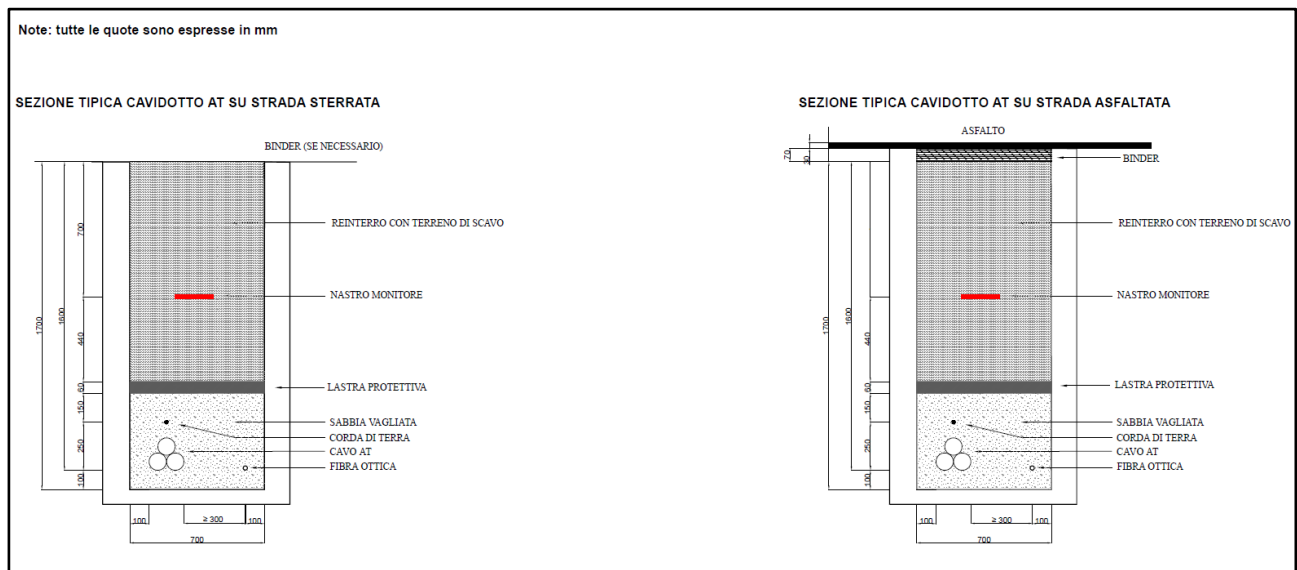 Note: tutte le quote sono espresse in mm
SEZIONE TIPICA CAVIDOTTO AT SU STRADA STERRATA
BINDER (SE NECESSARIO)
REINTERRO CON TERRENO DI SCAVO
NASTRO MONITORE
LASTRA PROTETTIVA
SABBIA VAGLIATA
CORDA DI TERRA
CAVO AT
FIBRA OTTICA
1700
1600
700
440
60
150
250
100
100
≥ 300
100
700
SEZIONE TIPICA CAVIDOTTO AT SU STRADA ASFALTATA
ASFALTO
BINDER
REINTERRO CON TERRENO DI SCAVO
NASTRO MONITORE
LASTRA PROTETTIVA
SABBIA VAGLIATA
CORDA DI TERRA
CAVO AT
FIBRA OTTICA
70
1700
1600
440
60
150
250
100
100
≥ 300
100
700